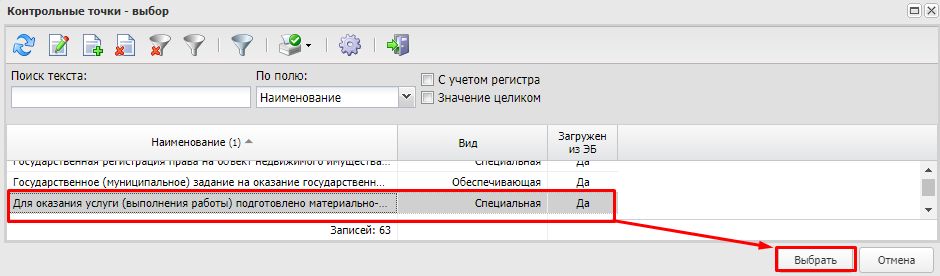 Контрольные точки - выбор
Поиск текста:
По полю:
С учетом регистра
Наименование
Значение целиком
Наименование (1)
Вид
Загружен
из ЭБ
Государственная регистрация права на объект недвижимого имущества...
Специальная
Да
Государственное (муниципальное) задание на оказание государственн...
Обеспечивающая
Да
Для оказания услуги (выполнения работы) подготовлено материально-...
Специальная
Да
Записей: 63
Выбрать
Отмена